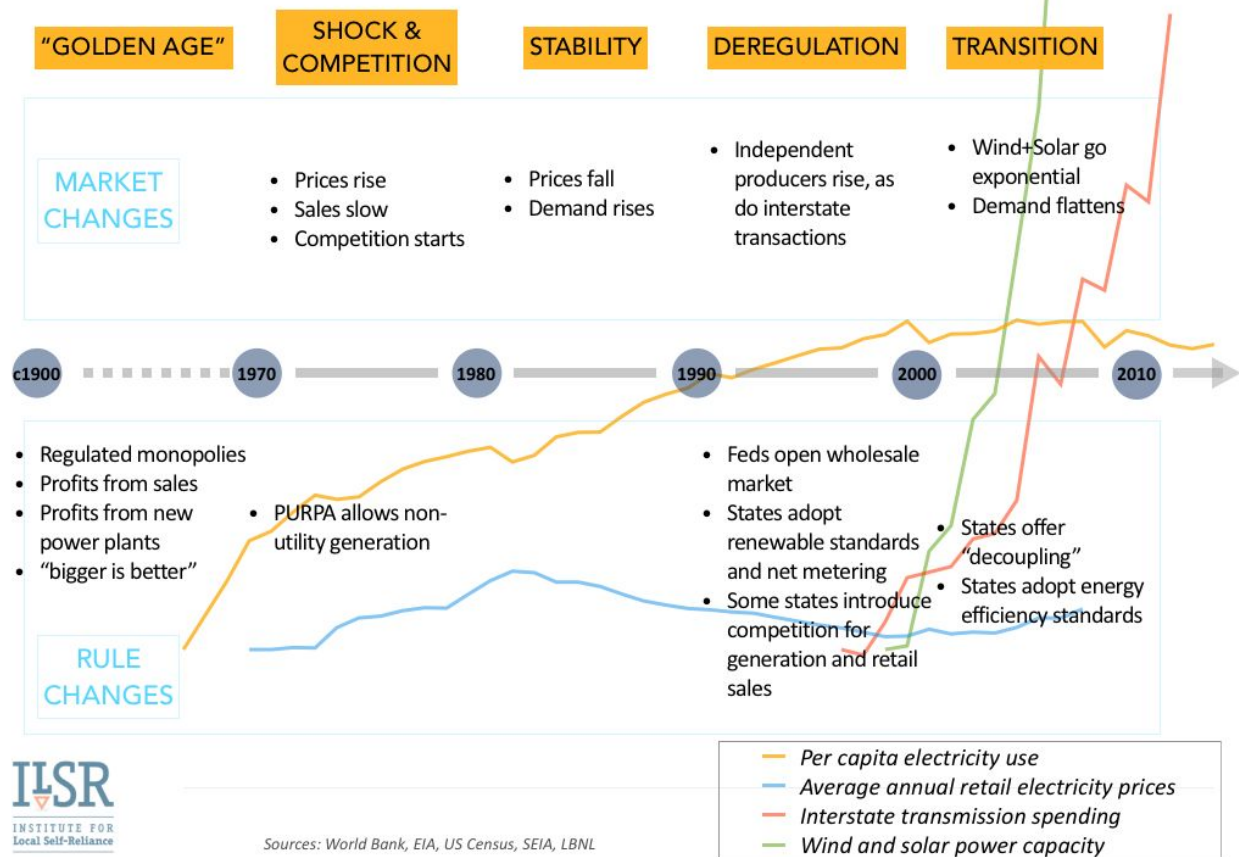 “GOLDEN AGE”
SHOCK &
COMPETITION
STABILITY
DEREGULATION
TRANSITION
MARKET
CHANGES
• Prices rise
• Sales slow
• Competition starts
• Prices fall
• Demand rises
• Independent
producers rise, as
do interstate
transactions
• Wind+Solar go
exponential
• Demand flattens
c1900
1970
1980
1990
2000
2010
• Regulated monopolies
• Profits from sales
• Profits from new
power plants
• “bigger is better”
• PURPA allows non-
utility generation
• Feds open wholesale
market
• States adopt
renewable standards
and net metering
• Some states introduce
competition for
generation and retail
sales
• States offer
“decoupling”
• States adopt energy
efficiency standards
RULE
CHANGES
ILSR
INSTITUTE FOR
Local Self-Reliance
Sources: World Bank, EIA, US Census, SEIA, LBNL
Per capita electricity use
Average annual retail electricity prices
Interstate transmission spending
Wind and solar power capacity